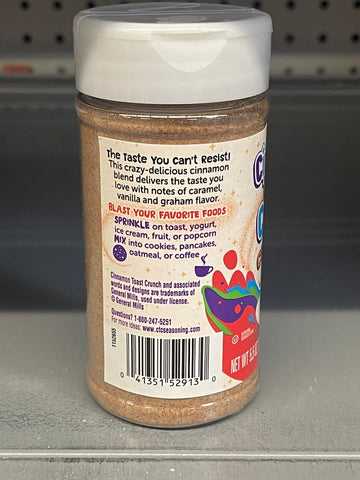 The Taste You Can't Resist!
This crazy-delicious cinnamon
blend delivers the taste you
love with notes of caramel,
vanilla and graham flavor.
BLAST YOUR FAVORITE FOODS
SPRINKLE on toast, yogurt,
ice cream, fruit, or popcorn
MIX into cookies, pancakes,
oatmeal, or coffee
Cinnamon Toast Crunch and associated
words and designs are trademarks of
General Mills, used under license.
© General Mills
Questions? 1-800-247-5251
For more ideas: www.ctcseasoning.com
0 41351 52913 0
NET WT